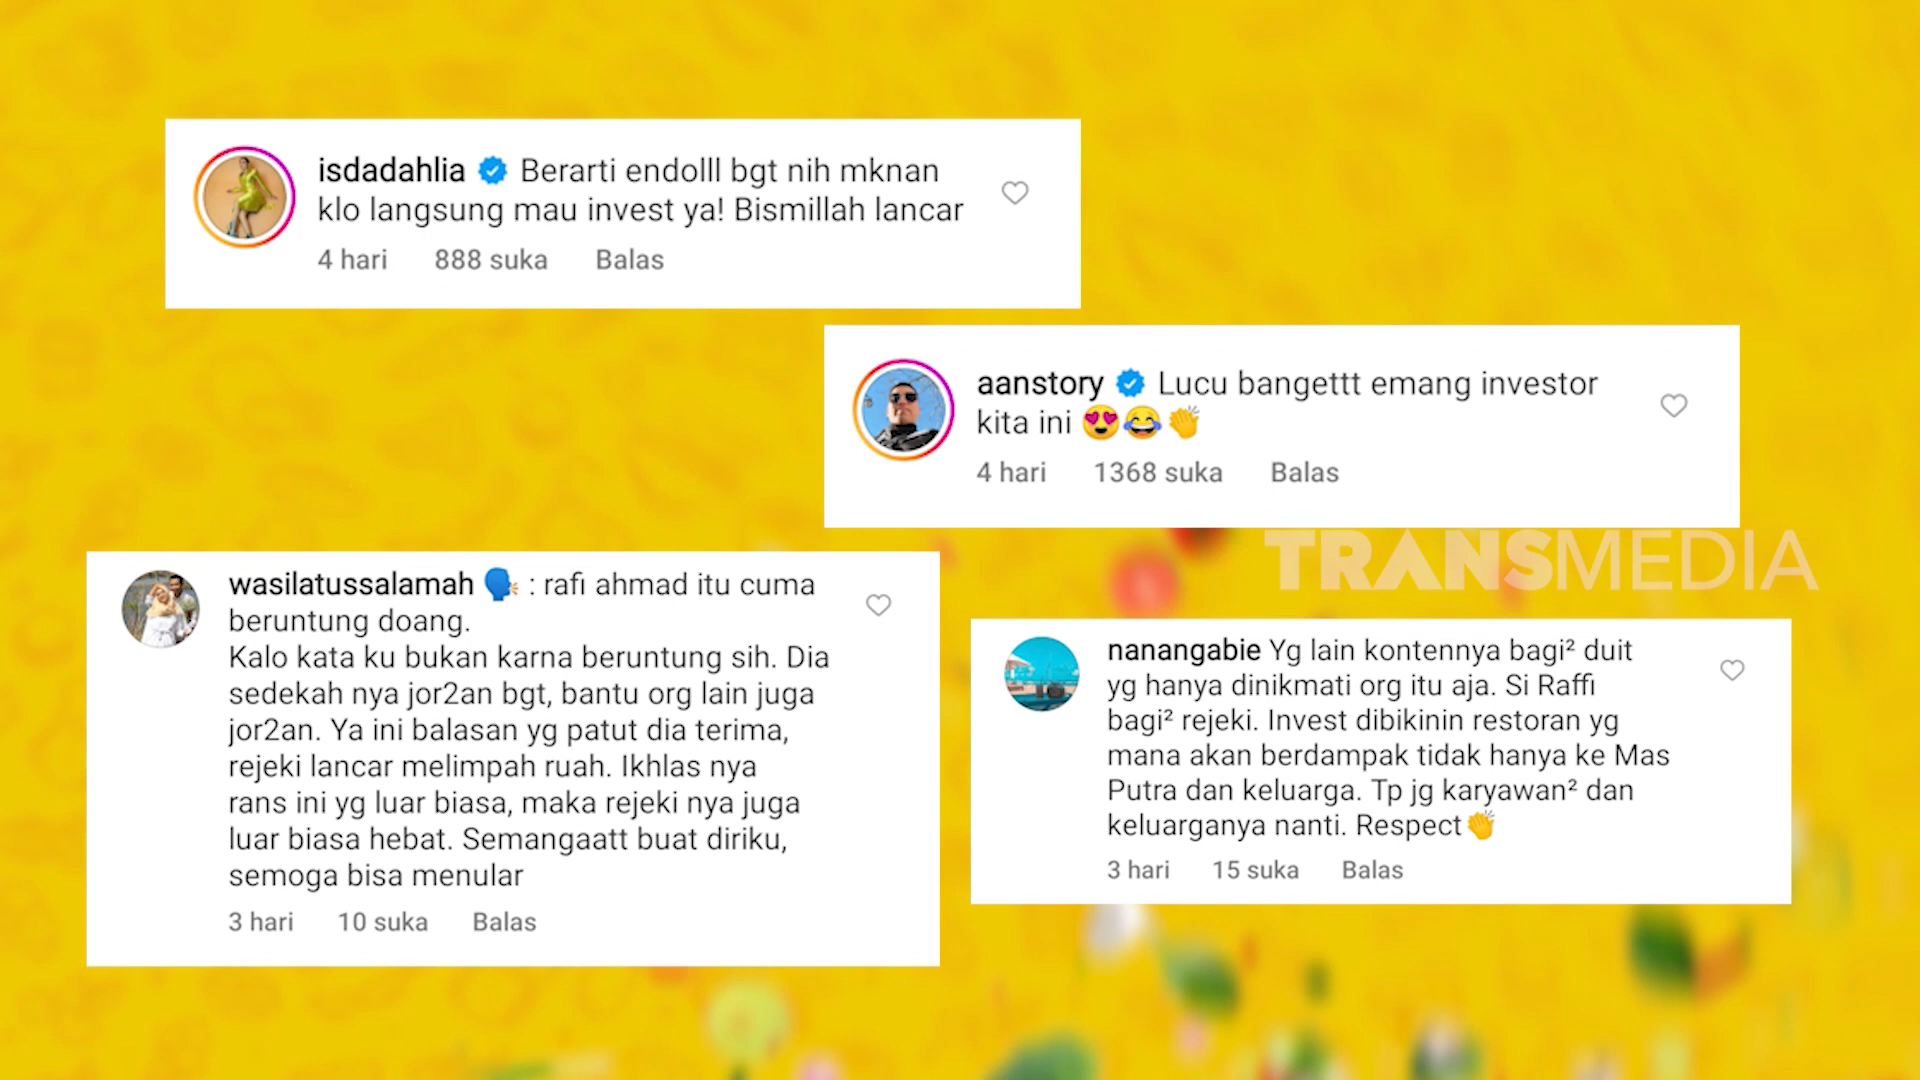 isdadahlia Berarti endolll bgt nih mknan
klo langsung mau invest ya! Bismillah lancar
4 hari 888 suka Balas
aanstory Lucu bangettt emang investor
kita ini 😍😂👏
4 hari 1368 suka Balas
TRANSMEDIA
wasilatussalamah 🗣️ : rafi ahmad itu cuma
beruntung doang.
Kalo kata ku bukan karna beruntung sih. Dia
sedekah nya jor2an bgt, bantu org lain juga
jor2an. Ya ini balasan yg patut dia terima,
rejeki lancar melimpah ruah. Ikhlas nya
rans ini yg luar biasa, maka rejeki nya juga
luar biasa hebat. Semangaatt buat diriku,
semoga bisa menular
3 hari 10 suka Balas
nanangabie Yg lain kontennya bagi² duit
yg hanya dinikmati org itu aja. Si Raffi
bagi² rejeki. Invest dibikinin restoran yg
mana akan berdampak tidak hanya ke Mas
Putra dan keluarga. Tp jg karyawan² dan
keluarganya nanti. Respect👏
3 hari 15 suka Balas